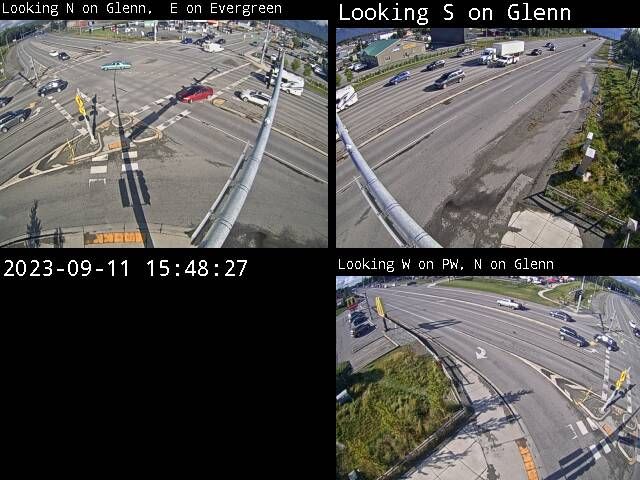 Looking N on Glenn,  E on Evergreen
Looking S on Glenn
2023-09-11 15:48:27
Looking W on PW, N on Glenn